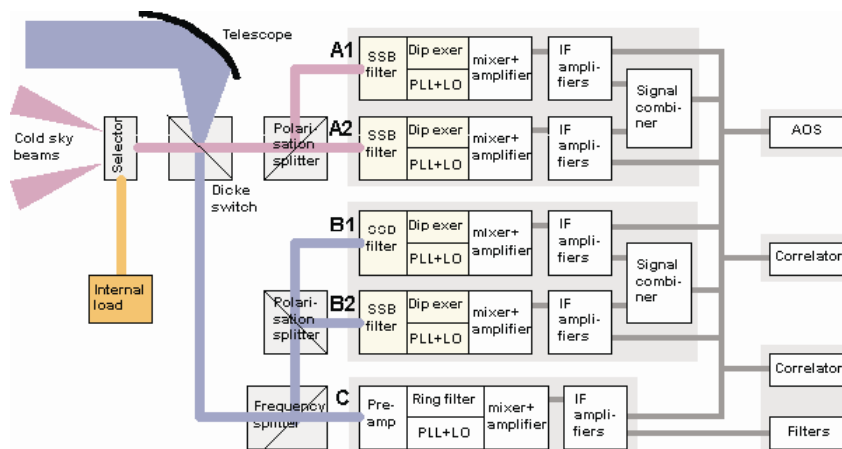 Telescope
Cold sky
beams
Selector
Dicke
switch
Internal
load
Polari-
sation
splitter
Polari-
sation
splitter
Frequency
splitter
A1
SSB
filter
Dip exer
PLL+LO
mixer+
amplifier
IF
ampli-
fiers
A2
SSB
filter
Dip exer
PLL+LO
mixer+
amplifier
IF
ampli-
fiers
Signal
combi-
ner
B1
SSB
filter
Dip exer
PLL+LO
mixer+
amplifier
IF
ampli-
fiers
B2
SSB
filter
Dip exer
PLL+LO
mixer+
amplifier
IF
ampli-
fiers
Signal
combi-
ner
C
Pre-
amp
Ring filter
PLL+LO
mixer+
amplifier
IF
ampli-
fiers
AOS
Correlator
Correlator
Filters